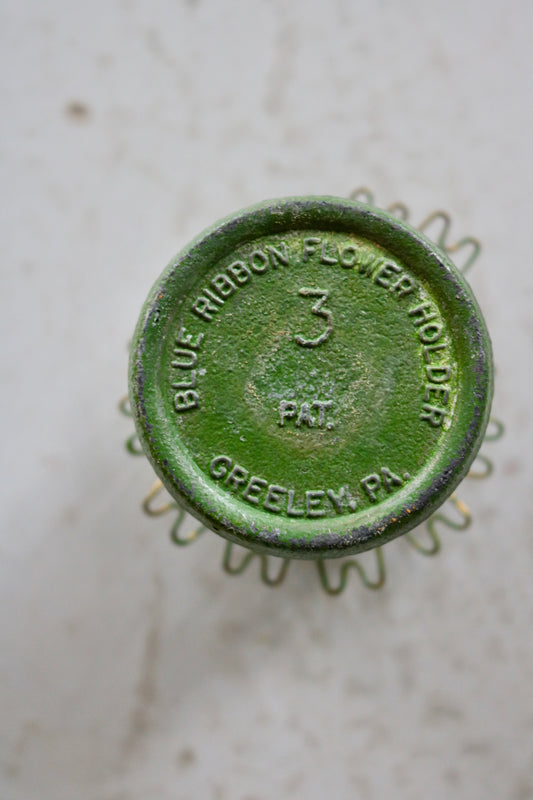 BLUE RIBBON FLOWER HOLDER
3
PAT.
GREELEY, PA.